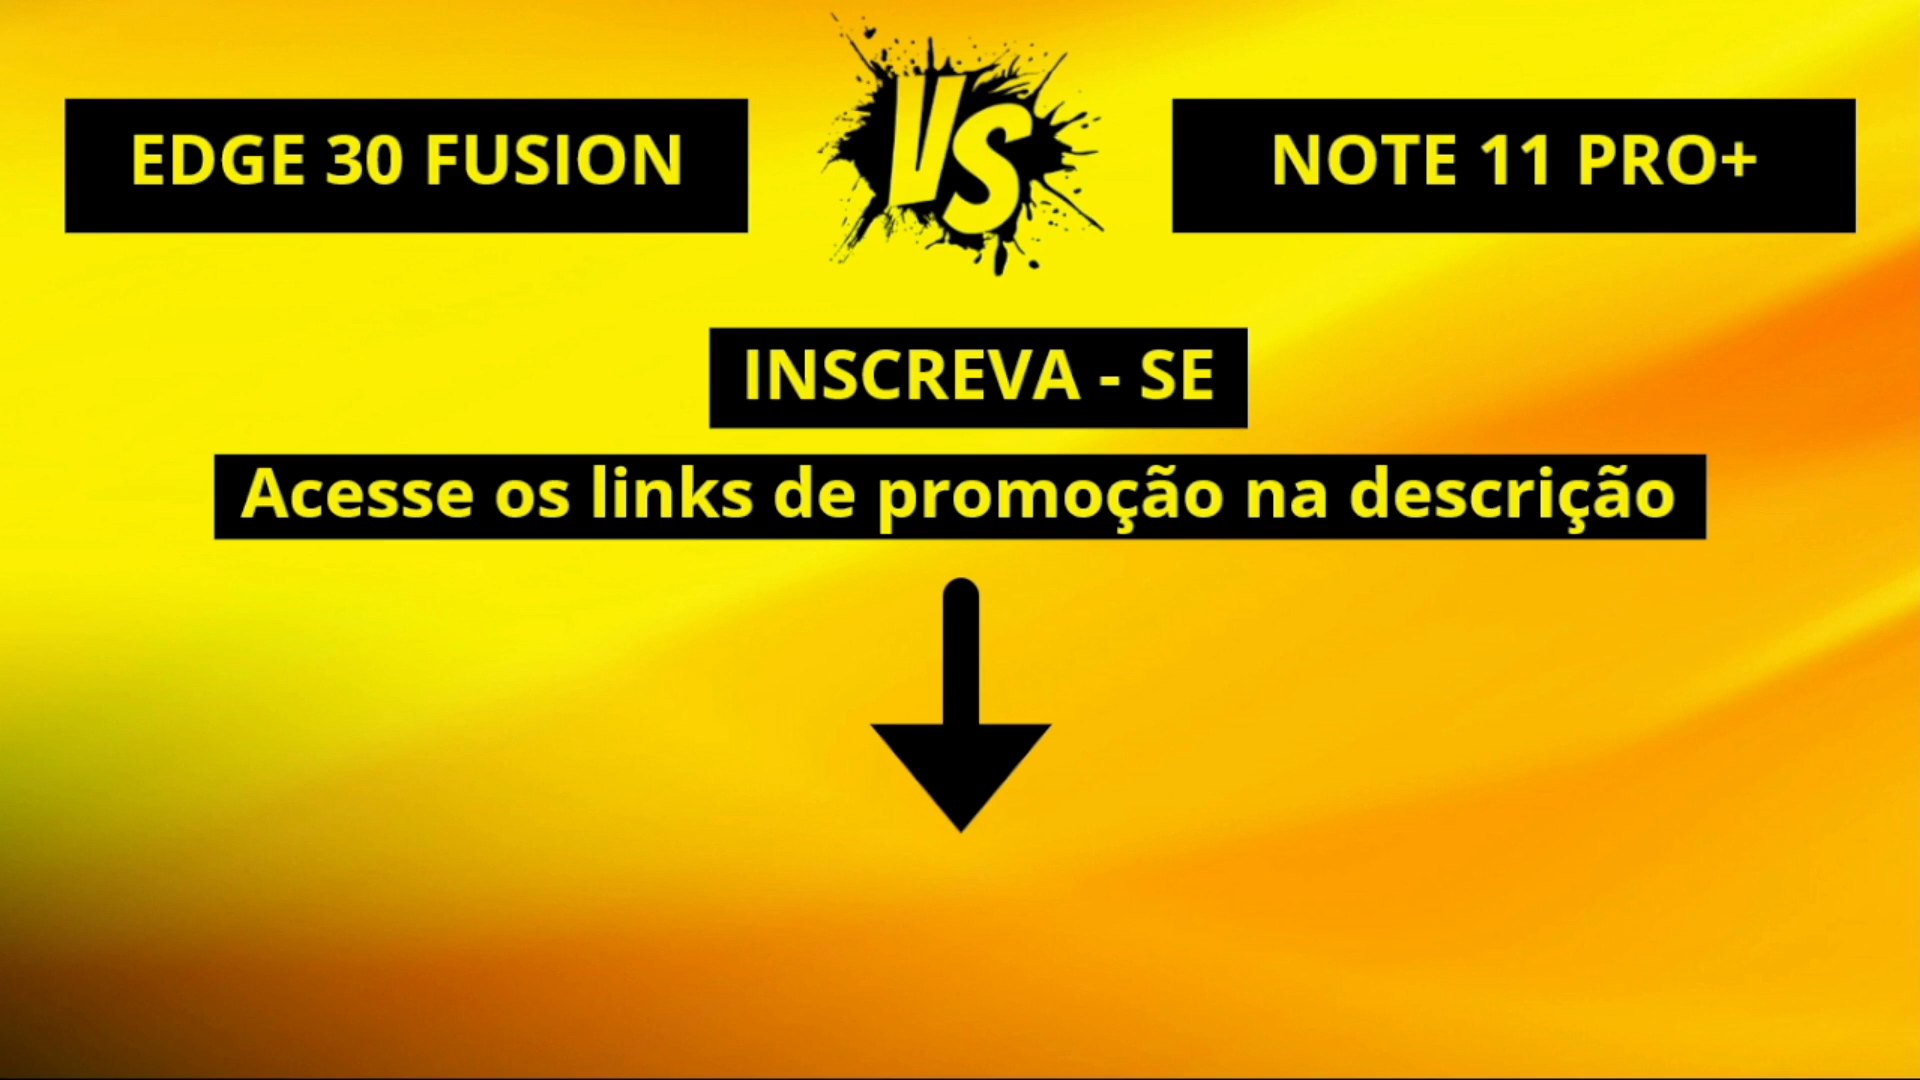 EDGE 30 FUSION
VS
NOTE 11 PRO+
INSCREVA - SE
Acesse os links de promoção na descrição